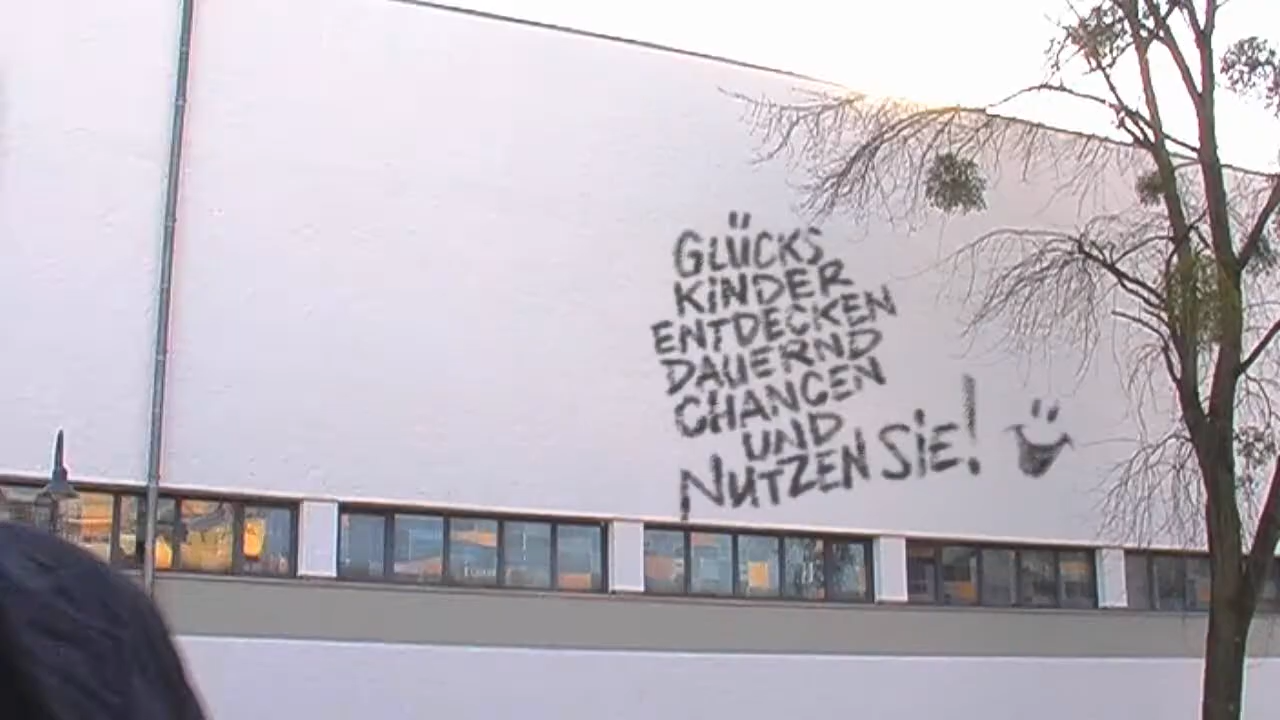 GLÜCKS
KiNDER
ENTDECKEN
DAUERND
CHANCEN
UND
NUTZEN SiE!